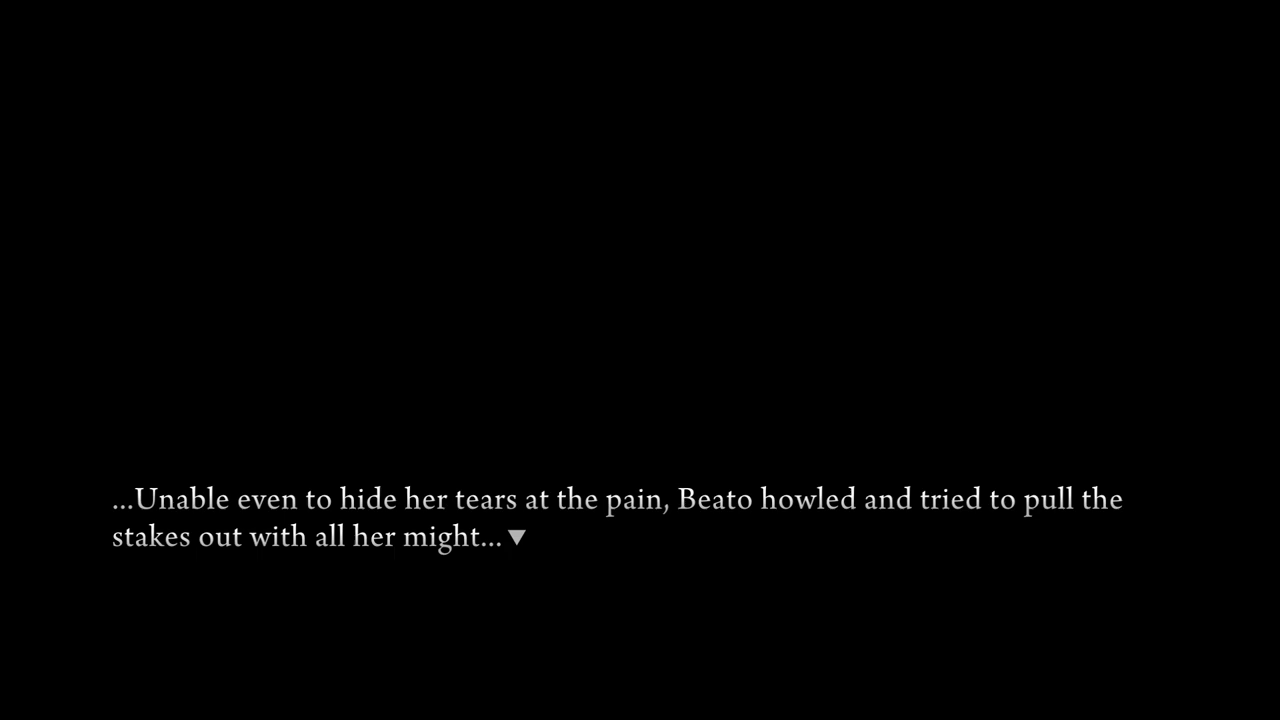 ...Unable even to hide her tears at the pain, Beato howled and tried to pull the
stakes out with all her might...